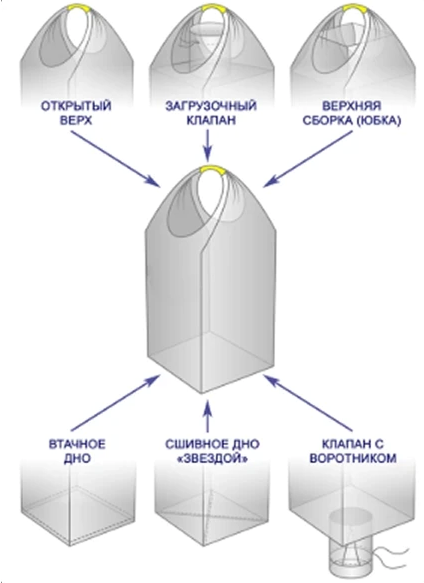 ОТКРЫТЫЙ
ВЕРХ
ЗАГРУЗОЧНЫЙ
КЛАПАН
ВЕРХНЯЯ
СБОРКА (ЮБКА)
ВТАЧНОЕ
ДНО
СШИВНОЕ ДНО
«ЗВЕЗДОЙ»
КЛАПАН С
ВОРОТНИКОМ